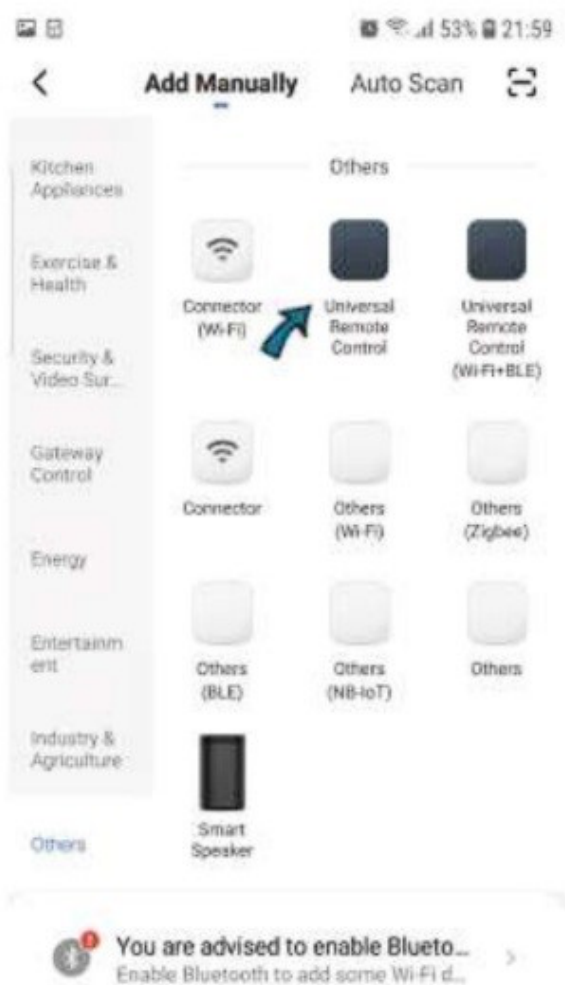 53% 21:59
Add Manually Auto Scan
Kitchen
Appliances
Exercise &
Health
Security &
Video Sur...
Gateway
Control
Energy
Entertainm
ent
Industry &
Agriculture
Others
Others
Connector
(Wi-Fi)
Universal
Remote
Control
Universal
Remote
Control
(Wi-Fi+BLE)
Connector
Others
(Wi-Fi)
Others
(Zigbee)
Others
(BLE)
Others
(NB-IoT)
Others
Smart
Speaker
You are advised to enable Blueto...
Enable Bluetooth to add some Wi-Fi d...